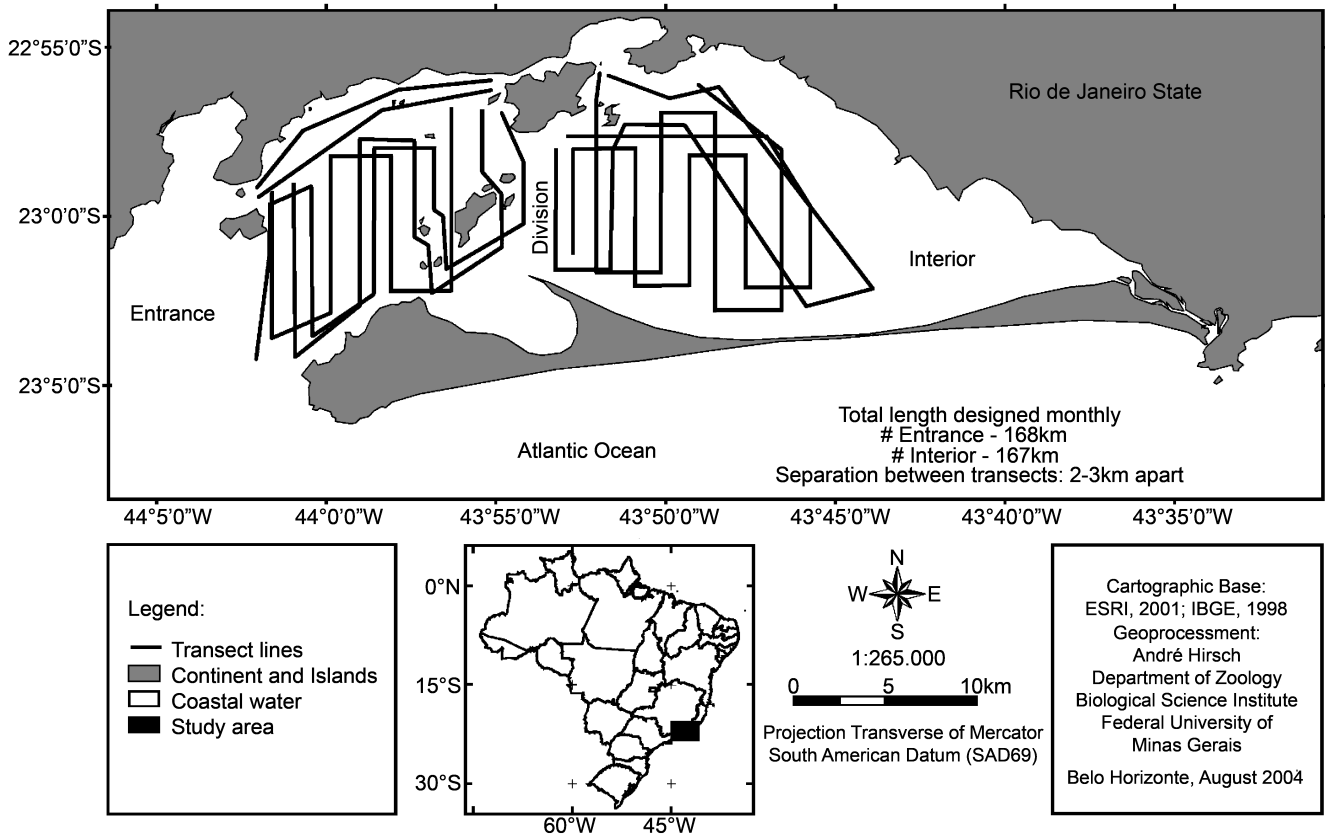 22°55'0"S
23°0'0"S
23°5'0"S
Rio de Janeiro State
Division
Interior
Entrance
Atlantic Ocean
Total length designed monthly
# Entrance - 168km
# Interior - 167km
Separation between transects: 2-3km apart
44°5'0"W
44°0'0"W
43°55'0"W
43°50'0"W
43°45'0"W
43°40'0"W
43°35'0"W
Legend:
Transect lines
Continent and Islands
Coastal water
Study area
0°N
15°S
30°S
60°W
45°W
N
W
E
S
1:265.000
0 5 10km
Projection Transverse of Mercator
South American Datum (SAD69)
Cartographic Base:
ESRI, 2001; IBGE, 1998
Geoprocessment:
André Hirsch
Department of Zoology
Biological Science Institute
Federal University of
Minas Gerais
Belo Horizonte, August 2004